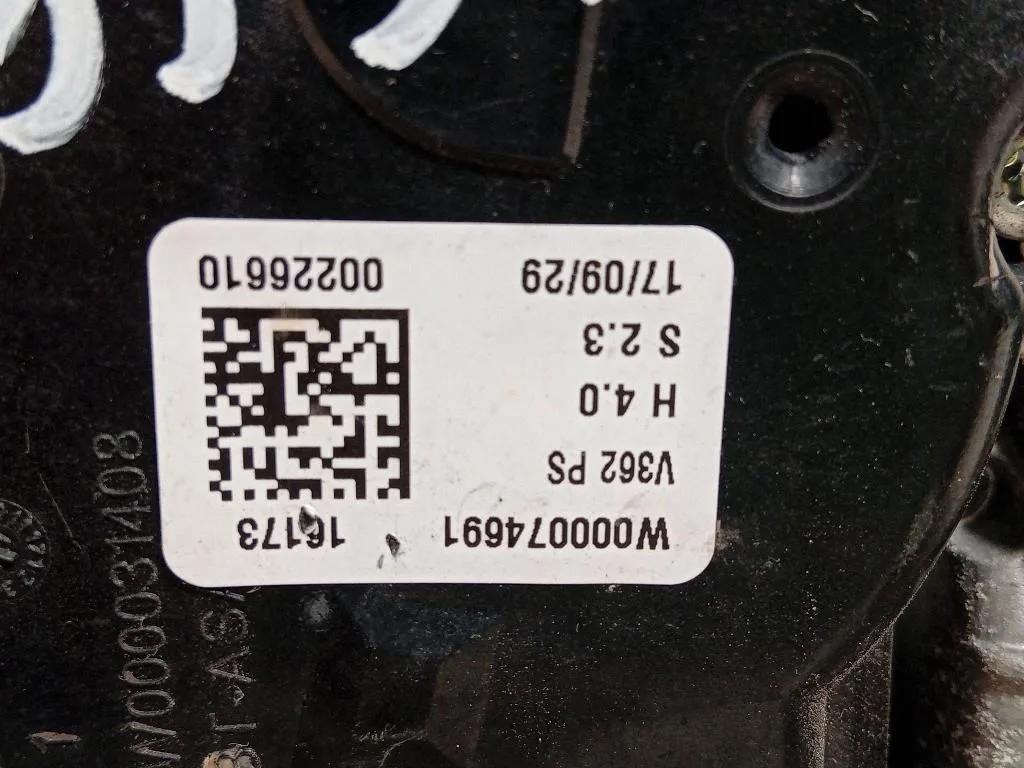 W000074691 16173
V362 PS
H 4.0
S 2.3
17/09/29 00226610
W000031408